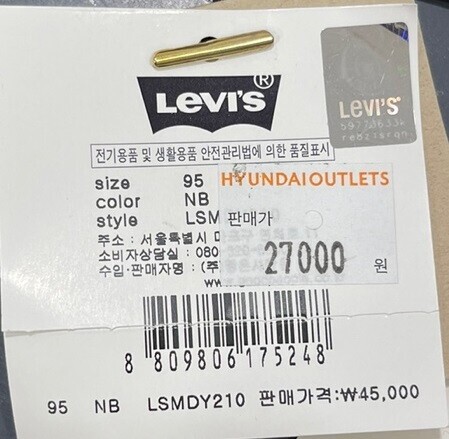 LEVI'S®
LEVI'S®
전기용품 및 생활용품 안전관리법에 의한 품질표시
size 95
HYUNDAI OUTLETS
color NB
style LSM
판매가
주소 : 서울특별시
소비자상담실 : 080
27000 원
수입·판매자명 : (주
8 809806 175248
95 NB LSMDY210 판매가격:₩45,000